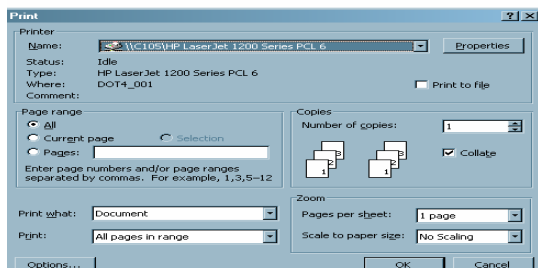 Print
Printer
Name: \\C105\HP LaserJet 1200 Series PCL 6 Properties
Status: Idle
Type: HP LaserJet 1200 Series PCL 6
Where: DOT4_001 Print to file
Comment:
Page range
All
Current page Selection
Pages:
Enter page numbers and/or page ranges
separated by commas. For example, 1,3,5–12
Copies
Number of copies: 1
Collate
Print what: Document
Print: All pages in range
Zoom
Pages per sheet: 1 page
Scale to paper size: No Scaling
Options... OK Cancel